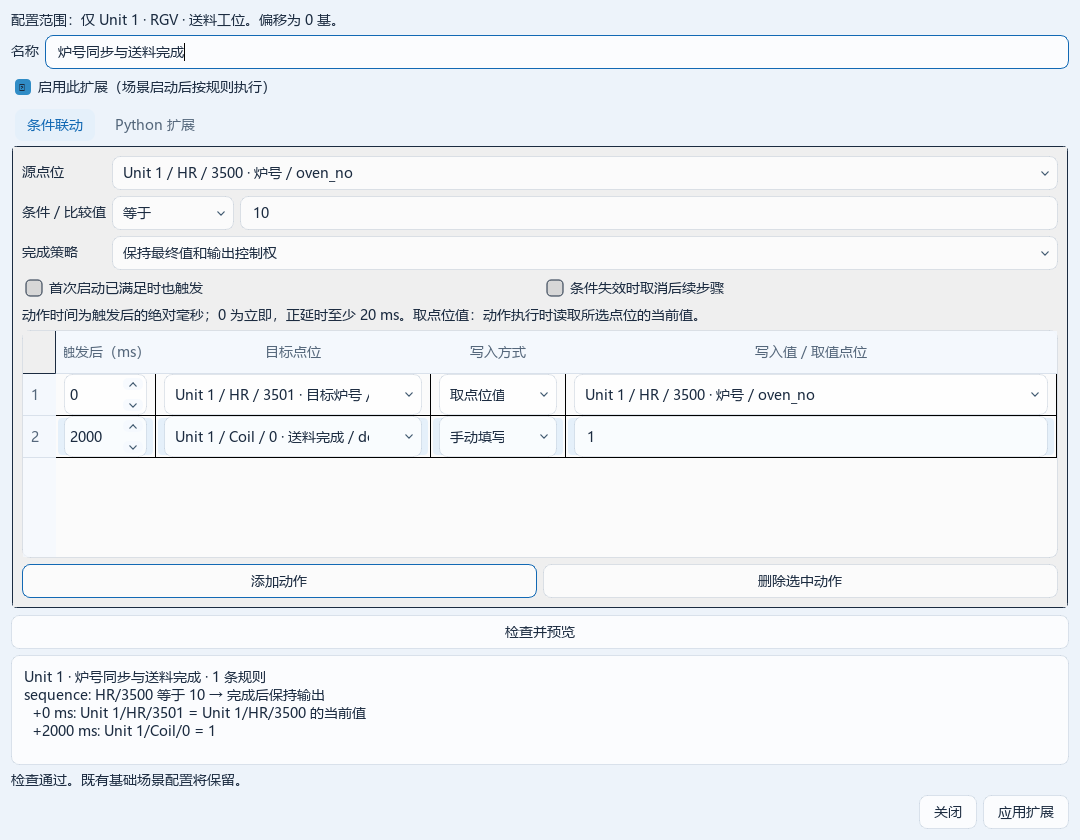 配置范围：仅 Unit 1 · RGV · 送料工位。偏移为 0 基。
名称 炉号同步与送料完成
启用此扩展（场景启动后按规则执行）
条件联动 Python 扩展
源点位 Unit 1 / HR / 3500 · 炉号 / oven_no
条件 / 比较值 等于 10
完成策略 保持最终值和输出控制权
首次启动已满足时也触发 条件失效时取消后续步骤
动作时间为触发后的绝对毫秒；0 为立即，正延时至少 20 ms。取点位值：动作执行时读取所选点位的当前值。
触发后（ms） 目标点位 写入方式 写入值 / 取值点位
1 0 Unit 1 / HR / 3501 · 目标炉号 / 取点位值 Unit 1 / HR / 3500 · 炉号 / oven_no
2 2000 Unit 1 / Coil / 0 · 送料完成 / 手动填写 1
添加动作 删除选中动作
检查并预览
Unit 1 · 炉号同步与送料完成 · 1 条规则
sequence: HR/3500 等于 10 → 完成后保持输出
+0 ms: Unit 1/HR/3501 = Unit 1/HR/3500 的当前值
+2000 ms: Unit 1/Coil/0 = 1
检查通过。既有基础场景配置将保留。
关闭 应用扩展